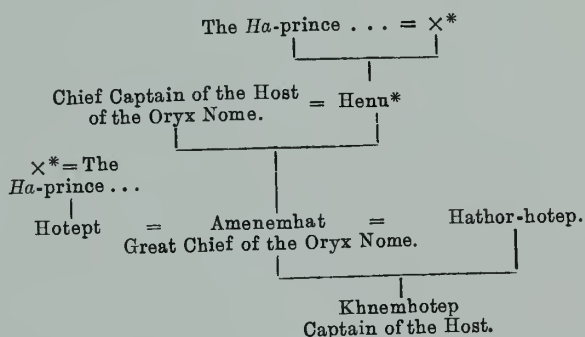 The Ha-prince . . . = ×*
Chief Captain of the Host
of the Oryx Nome. = Henu*
×* = The
Ha-prince . . .
Hotept = Amenemhat = Hathor-hotep.
Great Chief of the Oryx Nome.
Khnemhotep
Captain of the Host.